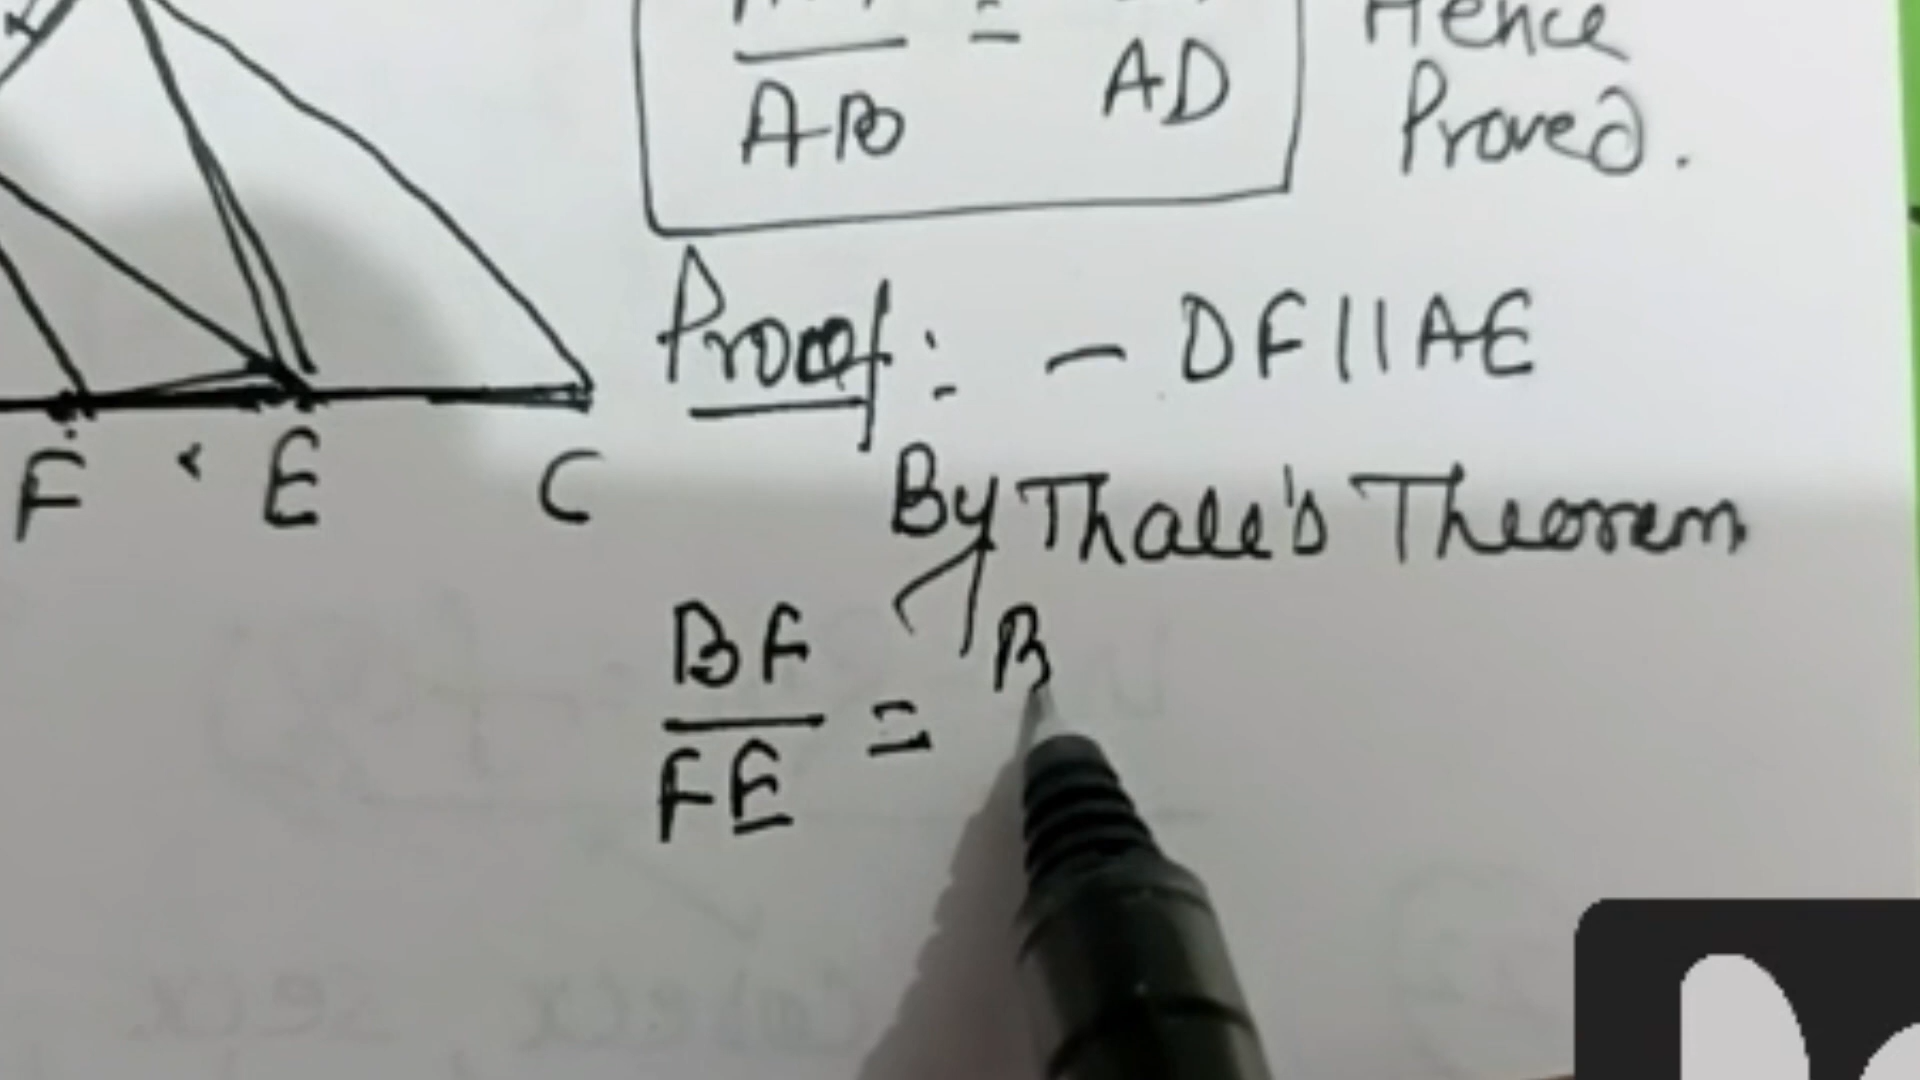 =
AB AD
Hence
Proved.
Proof :- DF||AE
By Thale's Theorem
BF
FE = B
F E C